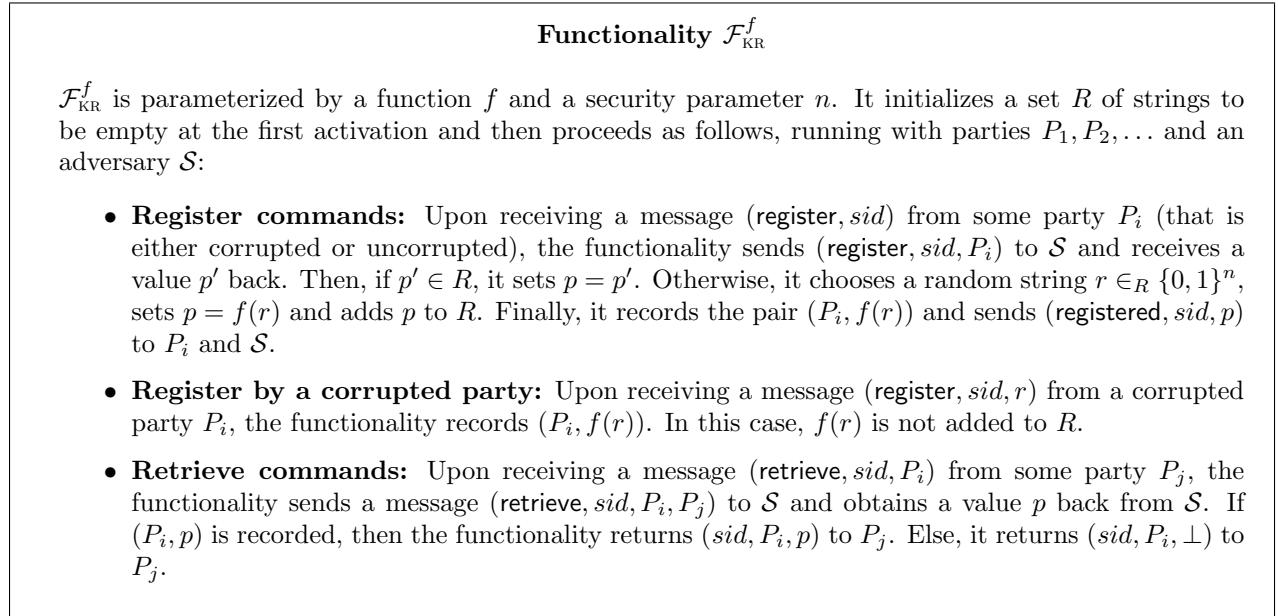 Functionality $\mathcal{F}_{\mathrm{KR}}^{f}$
$\mathcal{F}_{\mathrm{KR}}^{f}$ is parameterized by a function $f$ and a security parameter $n$. It initializes a set $R$ of strings to
be empty at the first activation and then proceeds as follows, running with parties $P_1, P_2, \ldots$ and an
adversary $\mathcal{S}$:
• Register commands: Upon receiving a message (register, $sid$) from some party $P_i$ (that is
either corrupted or uncorrupted), the functionality sends (register, $sid$, $P_i$) to $\mathcal{S}$ and receives a
value $p'$ back. Then, if $p' \in R$, it sets $p = p'$. Otherwise, it chooses a random string $r \in_R \{0,1\}^n$,
sets $p = f(r)$ and adds $p$ to $R$. Finally, it records the pair $(P_i, f(r))$ and sends (registered, $sid$, $p$)
to $P_i$ and $\mathcal{S}$.
• Register by a corrupted party: Upon receiving a message (register, $sid$, $r$) from a corrupted
party $P_i$, the functionality records $(P_i, f(r))$. In this case, $f(r)$ is not added to $R$.
• Retrieve commands: Upon receiving a message (retrieve, $sid$, $P_i$) from some party $P_j$, the
functionality sends a message (retrieve, $sid$, $P_i$, $P_j$) to $\mathcal{S}$ and obtains a value $p$ back from $\mathcal{S}$. If
$(P_i, p)$ is recorded, then the functionality returns $(sid, P_i, p)$ to $P_j$. Else, it returns $(sid, P_i, \bot)$ to
$P_j$.